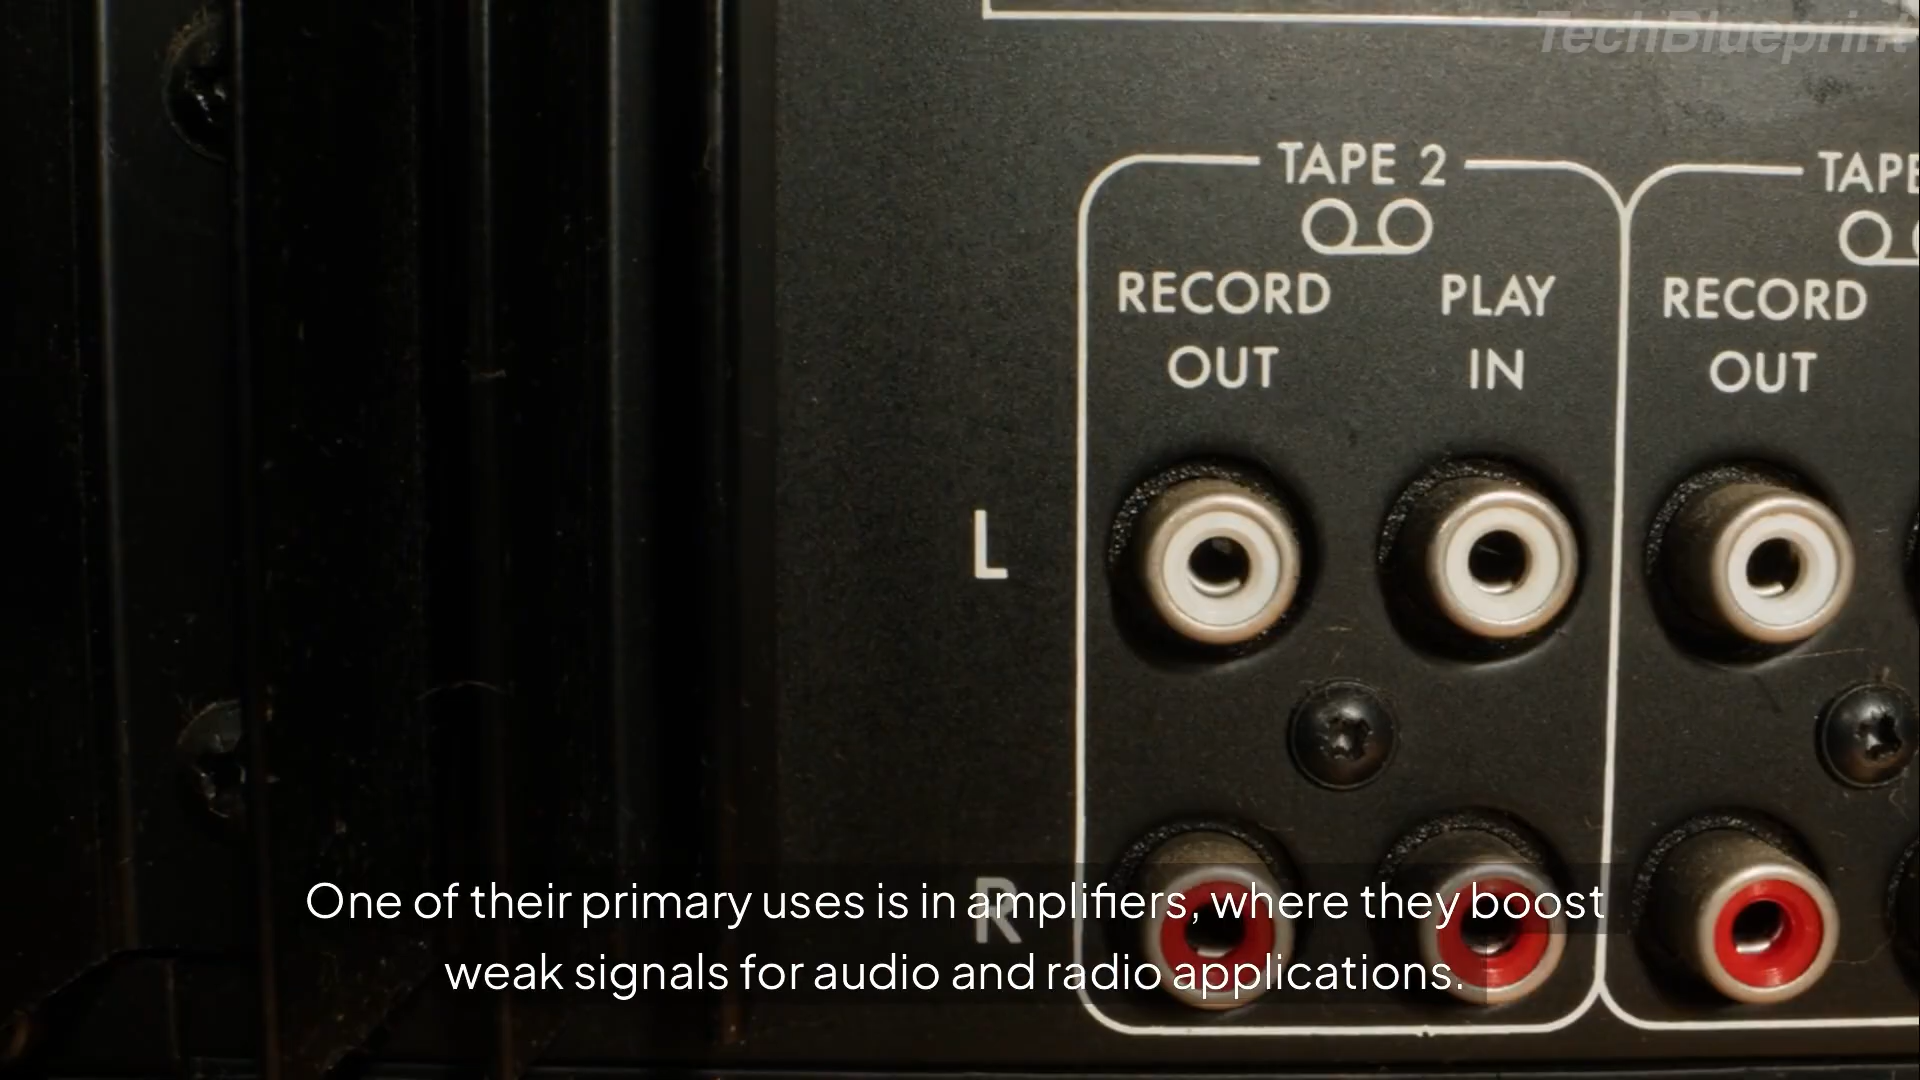 TechBlueprint
TAPE 2
TAPE
RECORD
OUT
PLAY
IN
RECORD
OUT
L
R
One of their primary uses is in amplifiers, where they boost
weak signals for audio and radio applications.